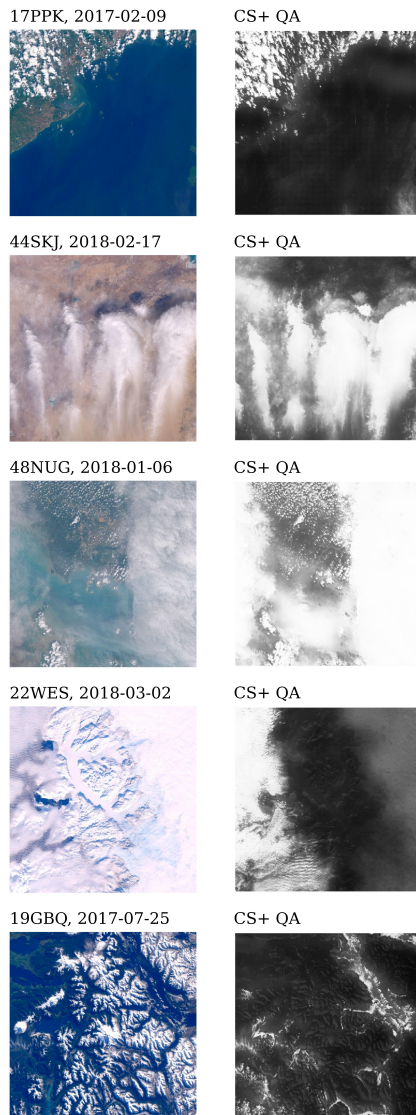 17PPK, 2017-02-09 CS+ QA
44SKJ, 2018-02-17 CS+ QA
48NUG, 2018-01-06 CS+ QA
22WES, 2018-03-02 CS+ QA
19GBQ, 2017-07-25 CS+ QA